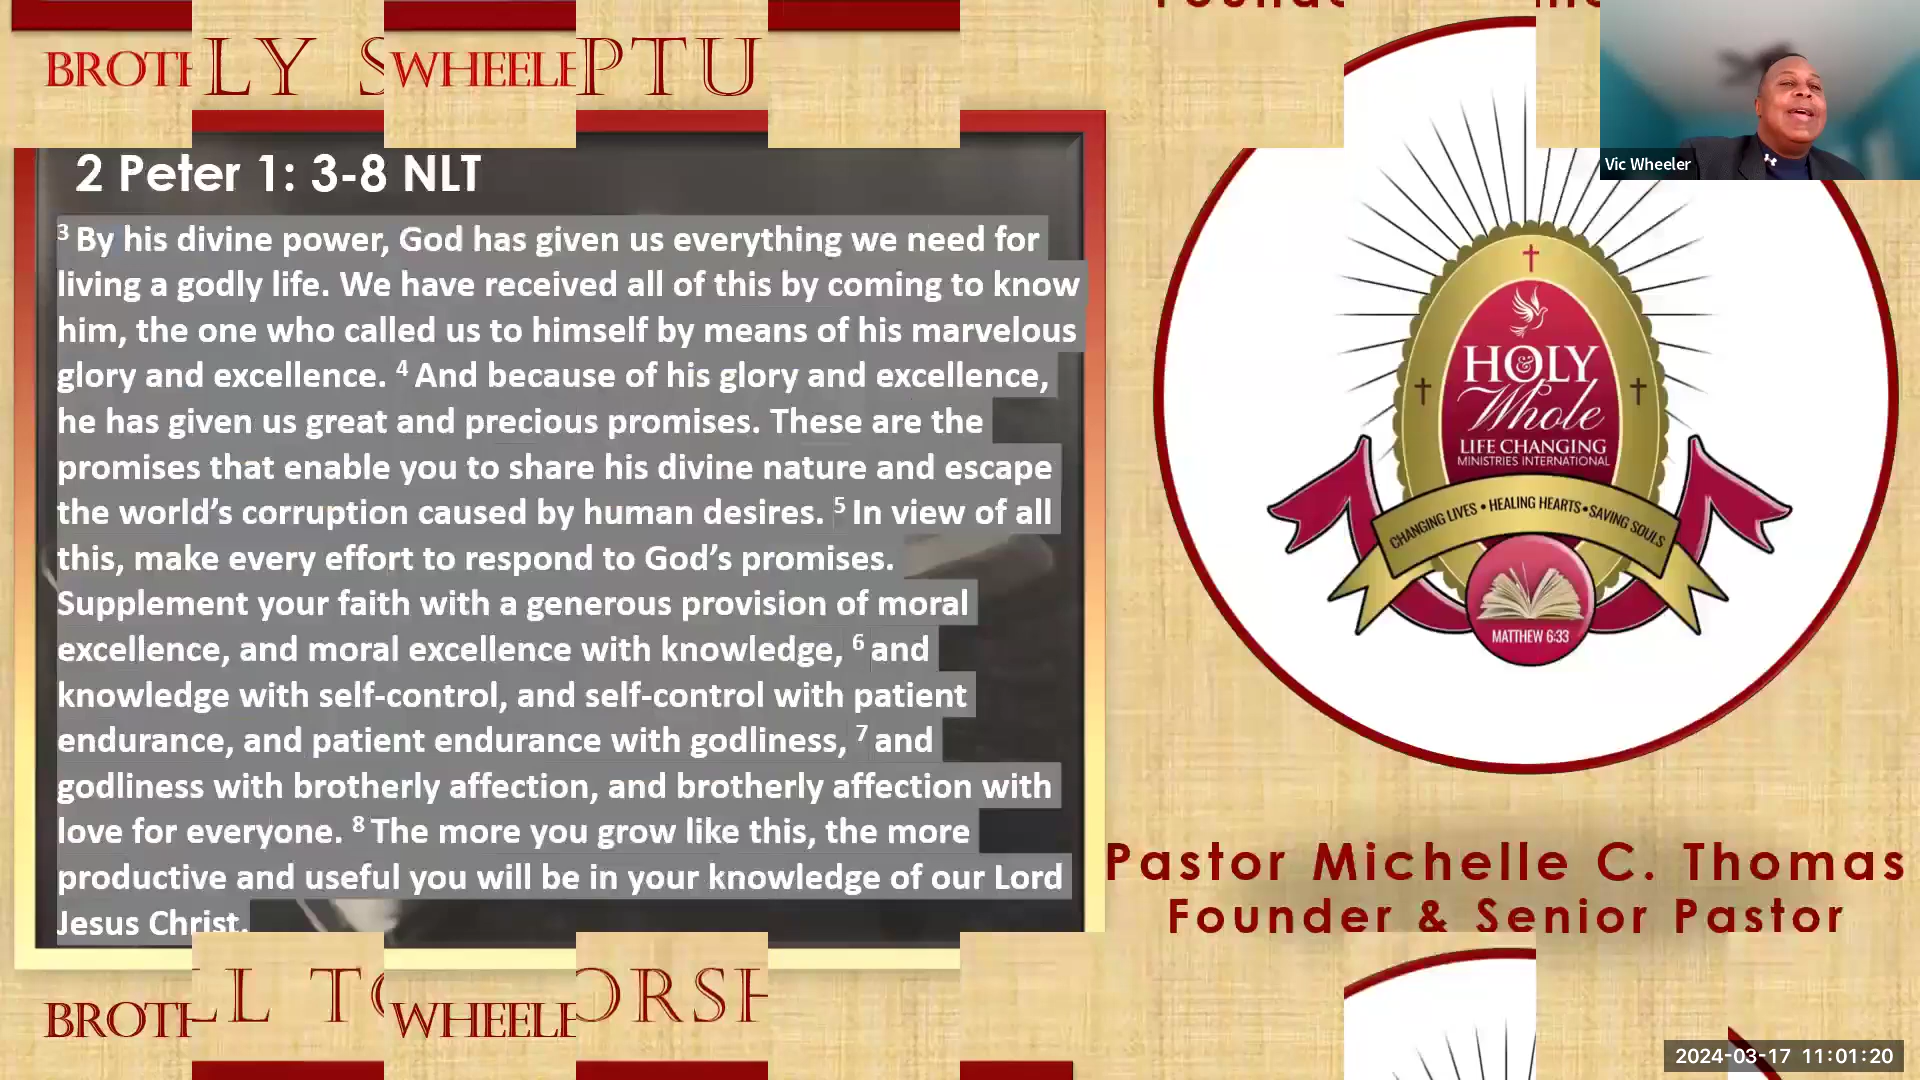 BROTH
LY S
WHEELE
PTU
Vic Wheeler
2 Peter 1: 3-8 NLT
3 By his divine power, God has given us everything we need for
living a godly life. We have received all of this by coming to know
him, the one who called us to himself by means of his marvelous
glory and excellence. 4 And because of his glory and excellence,
he has given us great and precious promises. These are the
promises that enable you to share his divine nature and escape
the world’s corruption caused by human desires. 5 In view of all
this, make every effort to respond to God’s promises.
Supplement your faith with a generous provision of moral
excellence, and moral excellence with knowledge, 6 and
knowledge with self-control, and self-control with patient
endurance, and patient endurance with godliness, 7 and
godliness with brotherly affection, and brotherly affection with
love for everyone. 8 The more you grow like this, the more
productive and useful you will be in your knowledge of our Lord
Jesus Christ.
HOLY
&
Whole
LIFE CHANGING
MINISTRIES INTERNATIONAL
CHANGING LIVES • HEALING HEARTS • SAVING SOULS
MATTHEW 6:33
Pastor Michelle C. Thomas
Founder & Senior Pastor
BROTH
LL TO
WHEELE
ORSH
2024-03-17 11:01:20